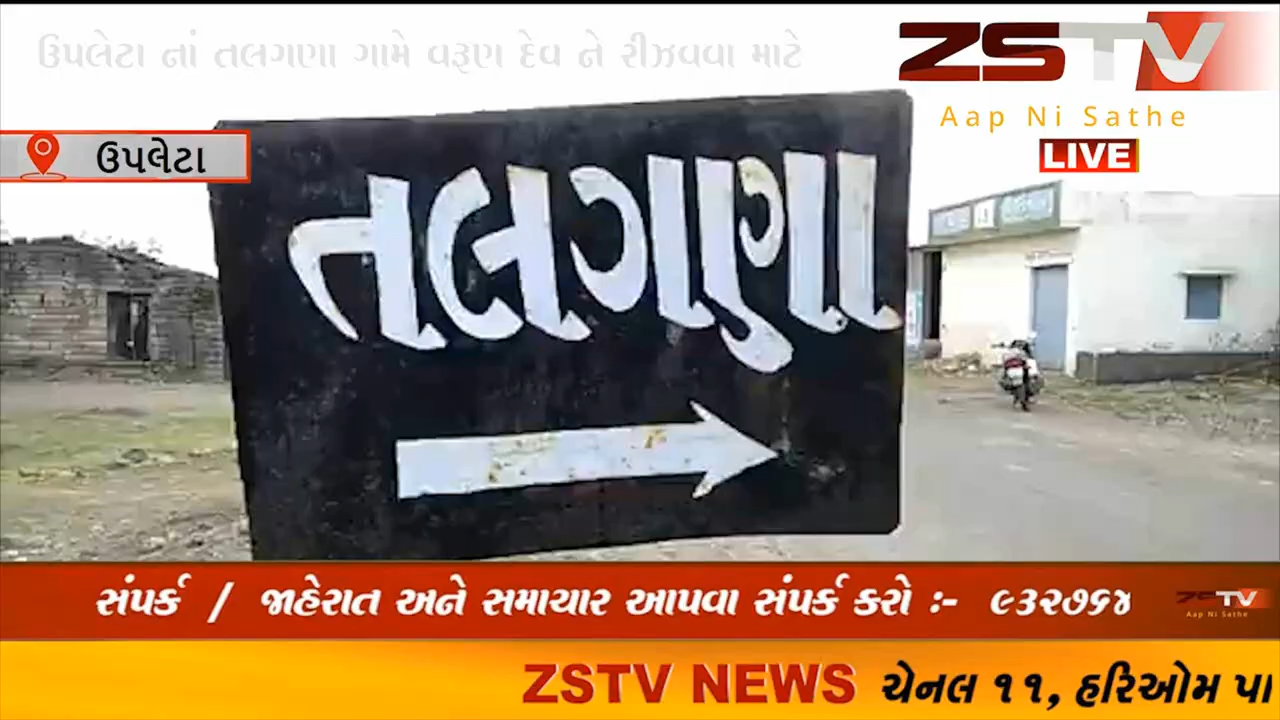 ઉપલેટા નાં તલગણા ગામે વરૂણ દેવ ને રીઝવવા માટે
ZSTV
Aap Ni Sathe
LIVE
ઉપલેટા
તલગણા
સંપર્ક / જાહેરાત અને સમાચાર આપવા સંપર્ક કરો :- ૯૩૨૭૬૪
ZSTV
Aap Ni Sathe
ZSTV NEWS ચેનલ ૧૧, હરિઓમ પા